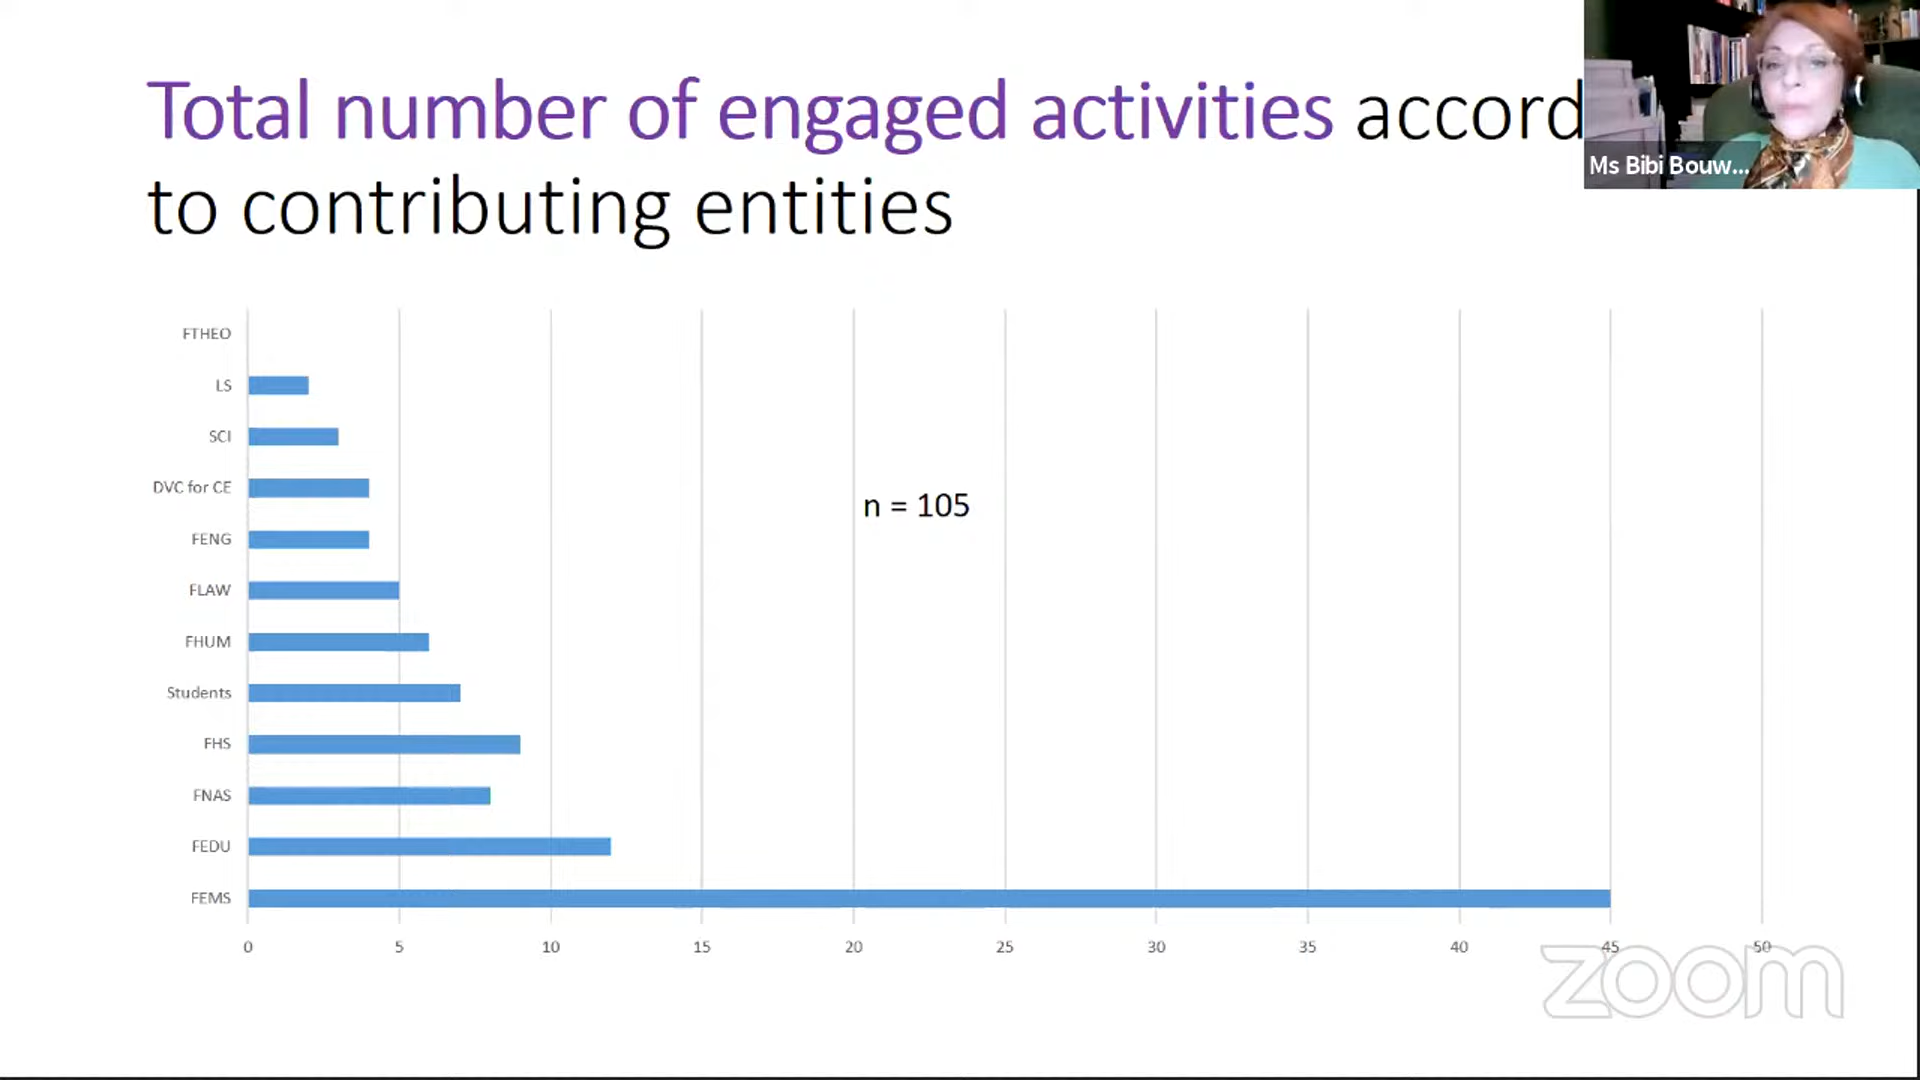 Total number of engaged activities accord
to contributing entities
Ms Bibi Bouw...
FTHEO
LS
SCI
DVC for CE
n = 105
FENG
FLAW
FHUM
Students
FHS
FNAS
FEDU
FEMS
0 5 10 15 20 25 30 35 40 45 50
zoom